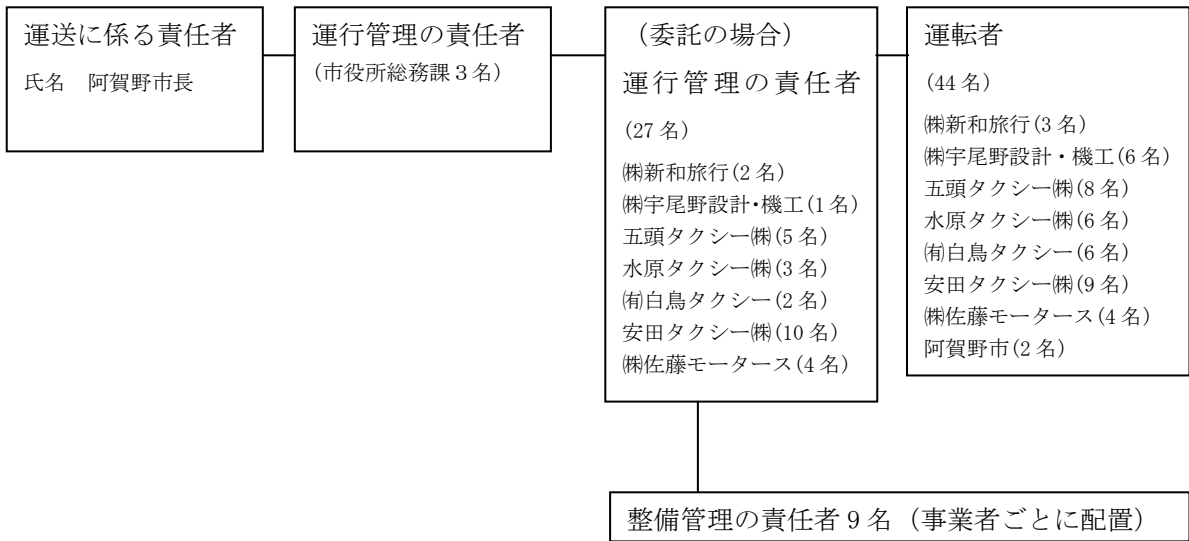 運送に係る責任者
氏名　阿賀野市長
運行管理の責任者
(市役所総務課３名)
（委託の場合）
運行管理の責任者
(27 名)
㈱新和旅行(2 名)
㈱宇尾野設計・機工(1 名)
五頭タクシー㈱(5 名)
水原タクシー㈱(3 名)
㈲白鳥タクシー(2 名)
安田タクシー㈱(10 名)
㈱佐藤モータース(4 名)
運転者
(44 名)
㈱新和旅行(3 名)
㈱宇尾野設計・機工(6 名)
五頭タクシー㈱(8 名)
水原タクシー㈱(6 名)
㈲白鳥タクシー(6 名)
安田タクシー㈱(9 名)
㈱佐藤モータース(4 名)
阿賀野市(2 名)
整備管理の責任者 9 名（事業者ごとに配置）